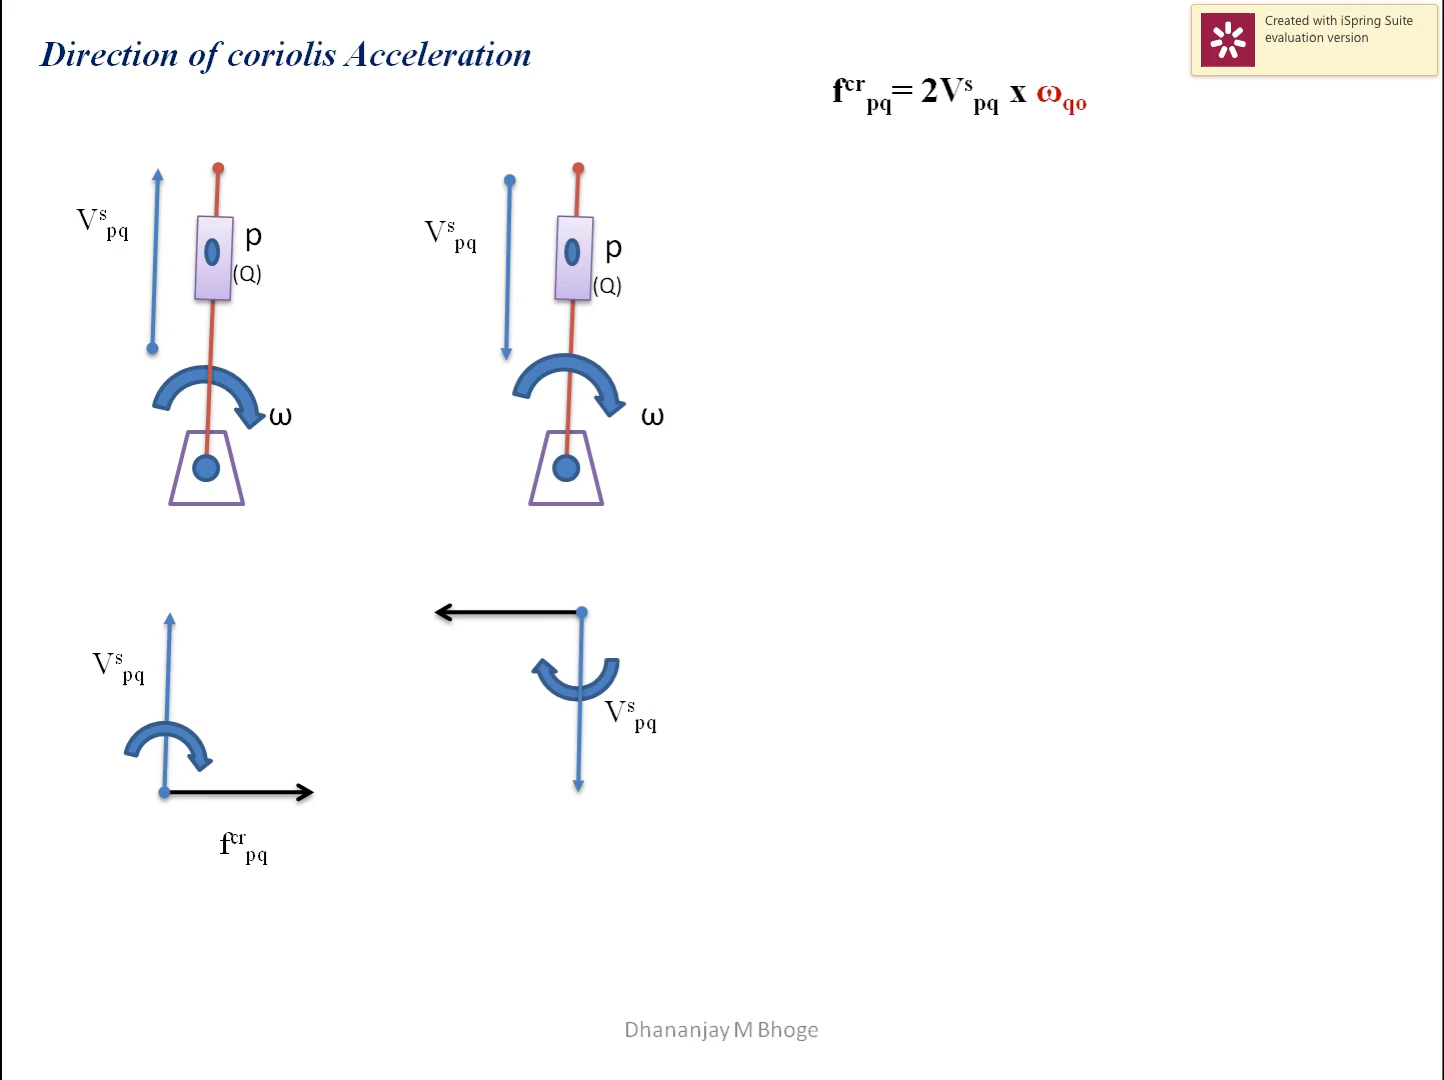 Direction of coriolis Acceleration
Created with iSpring Suite
evaluation version
fcrpq= 2Vspq x ωqo
Vspq
p
(Q)
ω
Vspq
p
(Q)
ω
Vspq
fcrpq
Vspq
Dhananjay M Bhoge